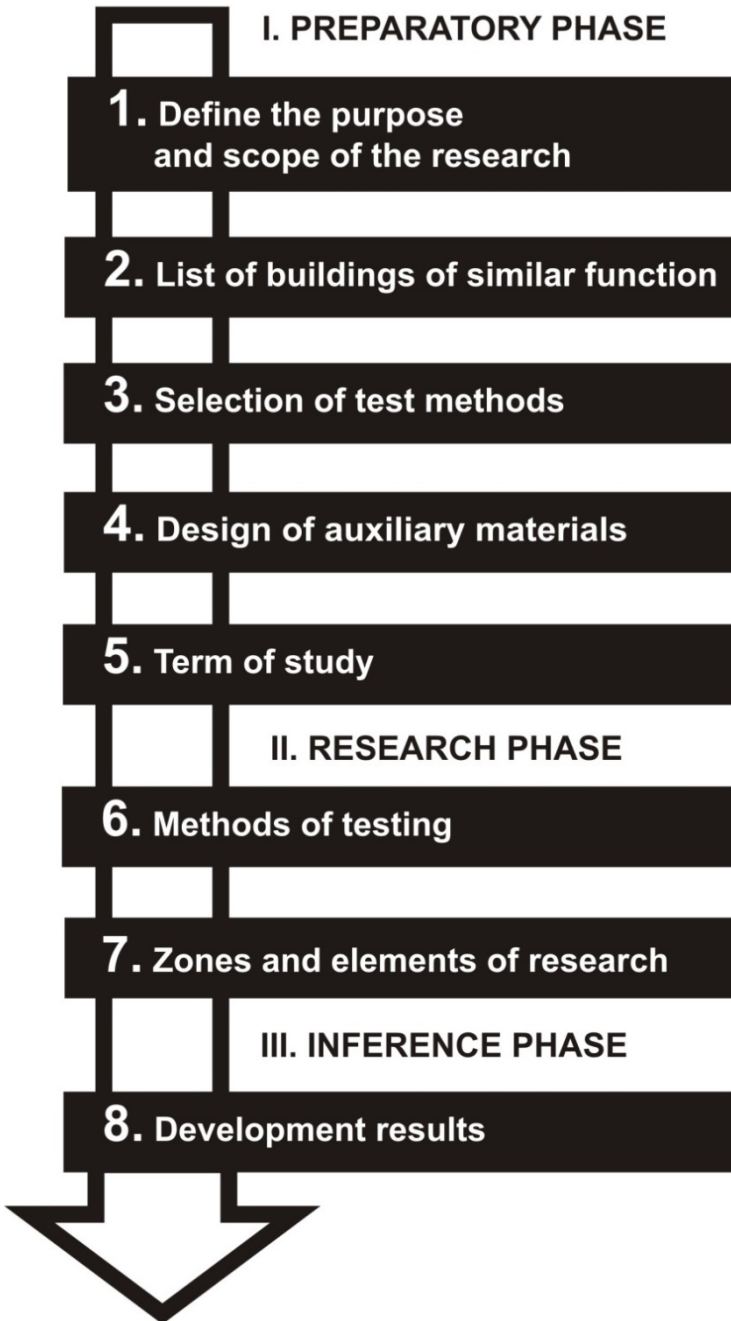 I. PREPARATORY PHASE
1. Define the purpose
and scope of the research
2. List of buildings of similar function
3. Selection of test methods
4. Design of auxiliary materials
5. Term of study
II. RESEARCH PHASE
6. Methods of testing
7. Zones and elements of research
III. INFERENCE PHASE
8. Development results